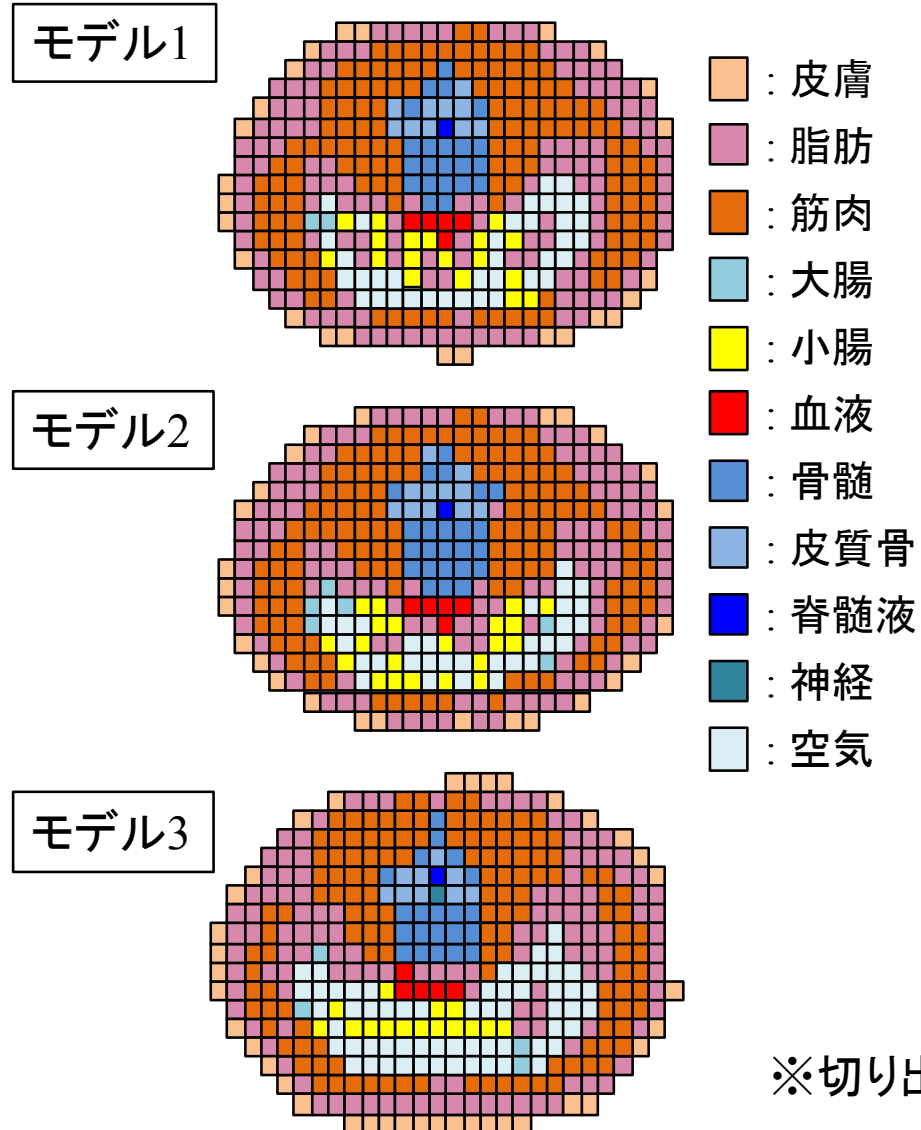 モデル1
モデル2
モデル3
: 皮膚
: 脂肪
: 筋肉
: 大腸
: 小腸
: 血液
: 骨髄
: 皮質骨
: 脊髄液
: 神経
: 空気
※切り出